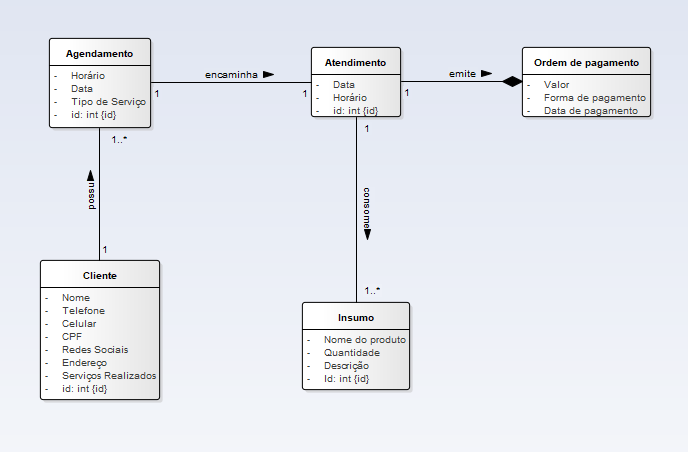 Agendamento
- Horário
- Data
- Tipo de Serviço
- id: int {id}
encaminha
1
1
Atendimento
- Data
- Horário
- id: int {id}
emite
1
Ordem de pagamento
- Valor
- Forma de pagamento
- Data de pagamento
1..*
possu
1
1
consome
1..*
Cliente
- Nome
- Telefone
- Celular
- CPF
- Redes Sociais
- Endereço
- Serviços Realizados
- id: int {id}
Insumo
- Nome do produto
- Quantidade
- Descrição
- Id: int {id}